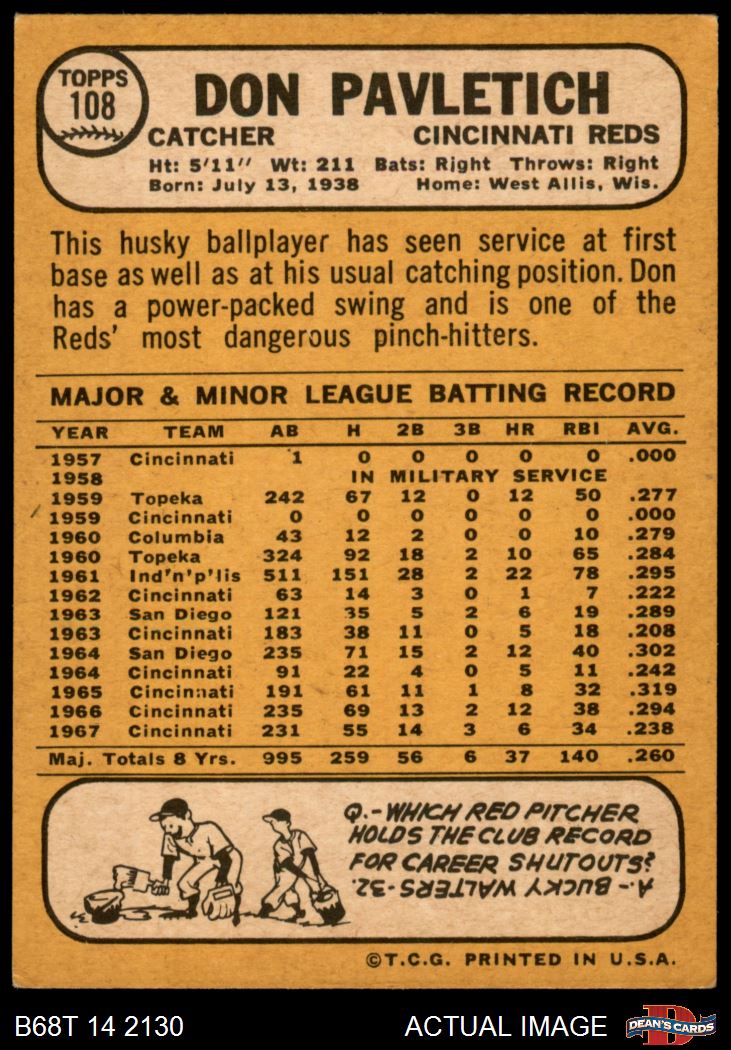 TOPPS
108
DON PAVLETICH
CATCHER CINCINNATI REDS
Ht: 5'11" Wt: 211 Bats: Right Throws: Right
Born: July 13, 1938 Home: West Allis, Wis.
This husky ballplayer has seen service at first
base as well as at his usual catching position. Don
has a power-packed swing and is one of the
Reds' most dangerous pinch-hitters.
MAJOR & MINOR LEAGUE BATTING RECORD
YEAR TEAM AB H 2B 3B HR RBI AVG.
1957 Cincinnati 1 0 0 0 0 0 .000
1958 IN MILITARY SERVICE
1959 Topeka 242 67 12 0 12 50 .277
1959 Cincinnati 0 0 0 0 0 0 .000
1960 Columbia 43 12 2 0 0 10 .279
1960 Topeka 324 92 18 2 10 65 .284
1961 Ind'n'p'lis 511 151 28 2 22 78 .295
1962 Cincinnati 63 14 3 0 1 7 .222
1963 San Diego 121 35 5 2 6 19 .289
1963 Cincinnati 183 38 11 0 5 18 .208
1964 San Diego 235 71 15 2 12 40 .302
1964 Cincinnati 91 22 4 0 5 11 .242
1965 Cincinnati 191 61 11 1 8 32 .319
1966 Cincinnati 235 69 13 2 12 38 .294
1967 Cincinnati 231 55 14 3 6 34 .238
Maj. Totals 8 Yrs. 995 259 56 6 37 140 .260
Q.-WHICH RED PITCHER
HOLDS THE CLUB RECORD
FOR CAREER SHUTOUTS?
A.-BUCKY WALTERS-32.
©T.C.G. PRINTED IN U.S.A.
B68T 14 2130 ACTUAL IMAGE
D
DEAN'S CARDS